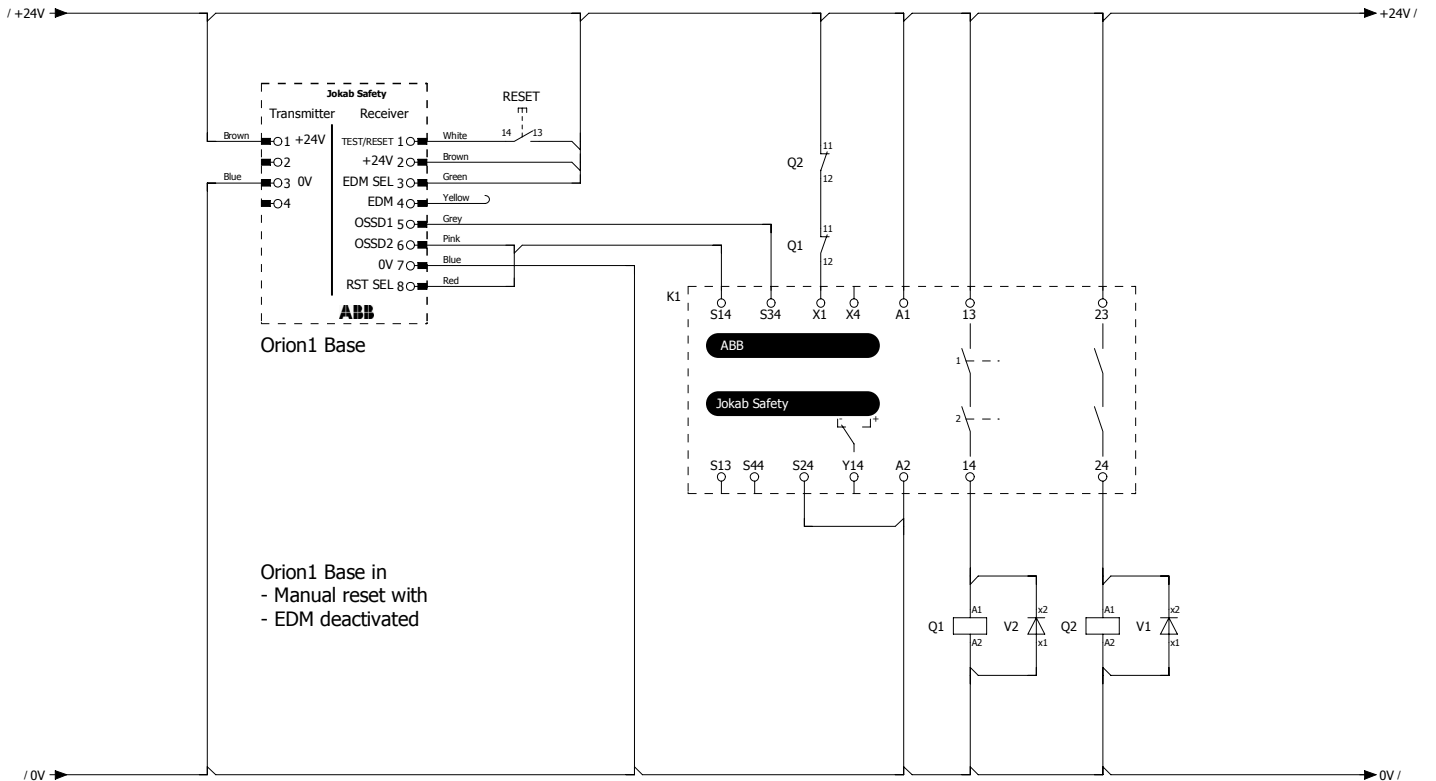 / +24V
+24V /
Jokab Safety
Transmitter Receiver
RESET
Brown 1 +24V TEST/RESET 1 White 14 13
2 +24V 2 Brown
Blue 3 0V EDM SEL 3 Green
4 EDM 4 Yellow
OSSD1 5 Grey
OSSD2 6 Pink
0V 7 Blue
RST SEL 8 Red
ABB
Orion1 Base
Q2 11 12
Q1 11 12
K1
S14 S34 X1 X4 A1 13 23
ABB
1
Jokab Safety
2
- +
S13 S44 S24 Y14 A2 14 24
Orion1 Base in
- Manual reset with
- EDM deactivated
A1 x2 A1 x2
Q1 V2 Q2 V1
A2 x1 A2 x1
/ 0V
0V /